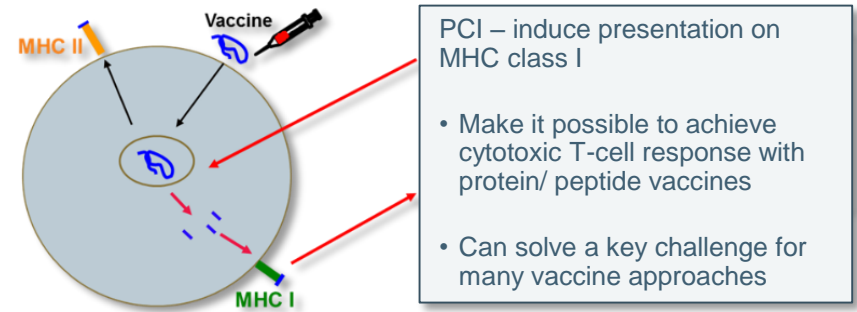 Vaccine
MHC II
MHC I
PCI – induce presentation on
MHC class I
• Make it possible to achieve
cytotoxic T-cell response with
protein/ peptide vaccines
• Can solve a key challenge for
many vaccine approaches